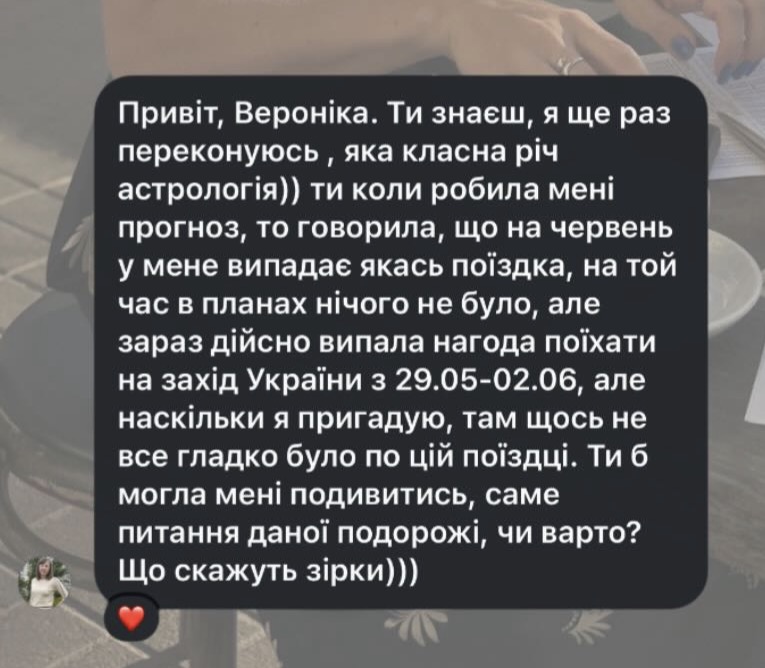 Привіт, Вероніка. Ти знаєш, я ще раз
переконуюсь , яка класна річ
астрологія)) ти коли робила мені
прогноз, то говорила, що на червень
у мене випадає якась поїздка, на той
час в планах нічого не було, але
зараз дійсно випала нагода поїхати
на захід України з 29.05-02.06, але
наскільки я пригадую, там щось не
все гладко було по цій поїздці. Ти б
могла мені подивитись, саме
питання даної подорожі, чи варто?
Що скажуть зірки)))